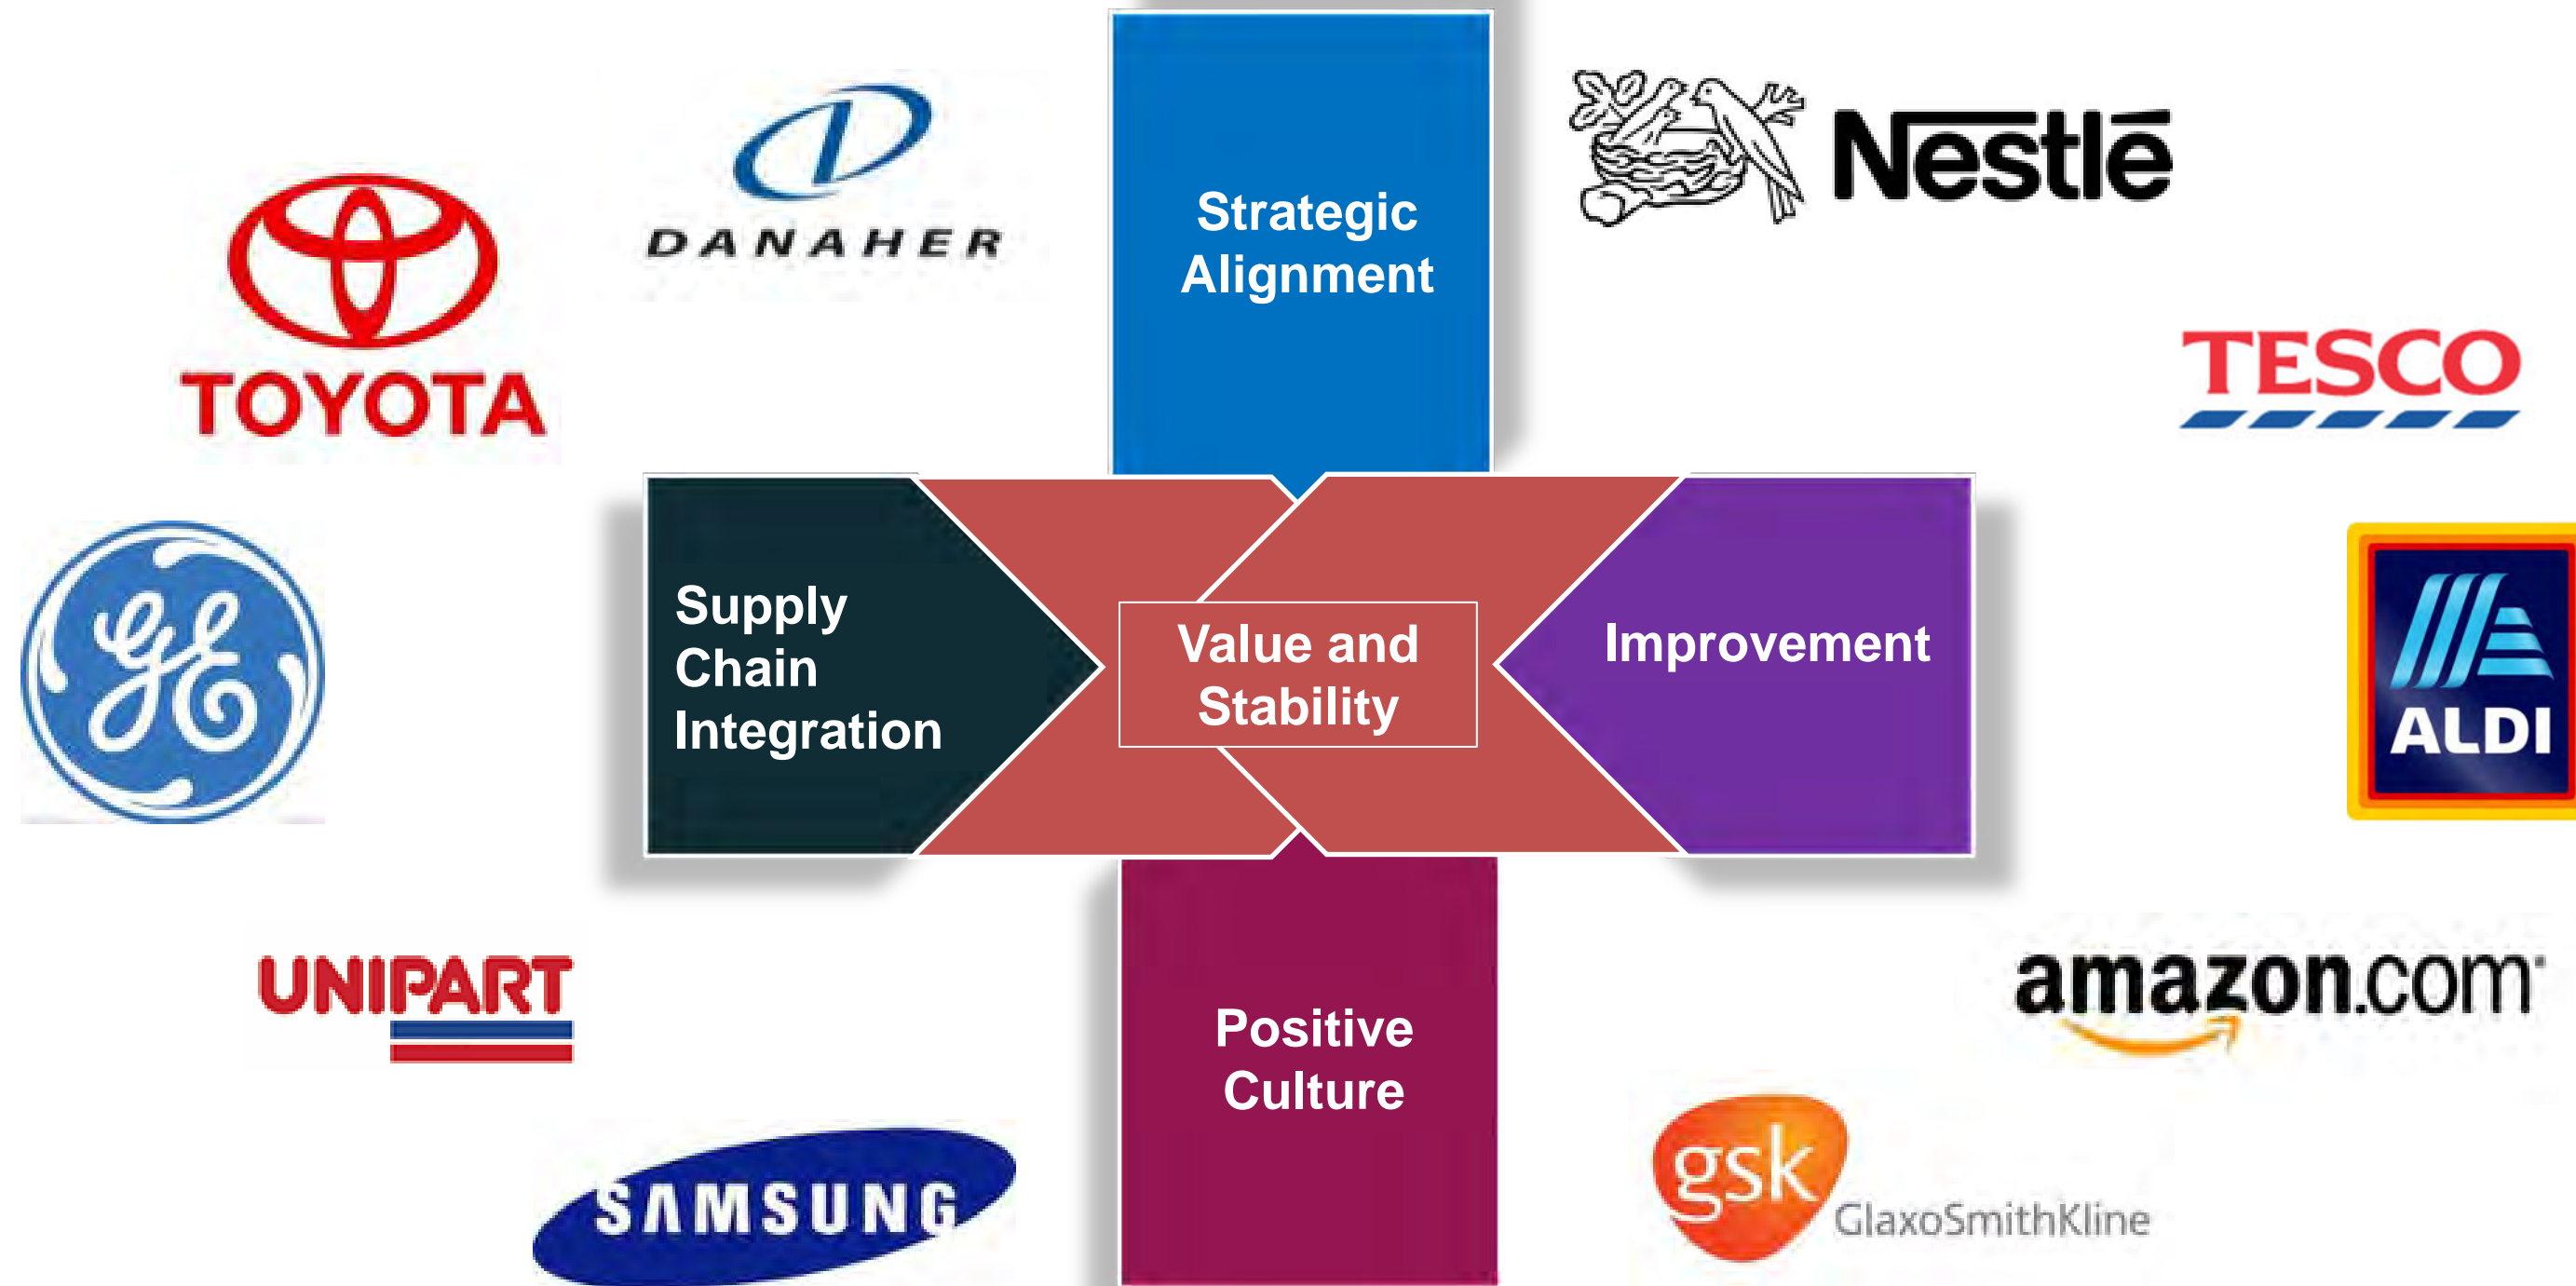 DANAHER
Strategic
Alignment
Nestlé
TOYOTA
TESCO
GE
Supply
Chain
Integration
Value and
Stability
Improvement
ALDI
UNIPART
amazon.com
Positive
Culture
SAMSUNG
gsk
GlaxoSmithKline